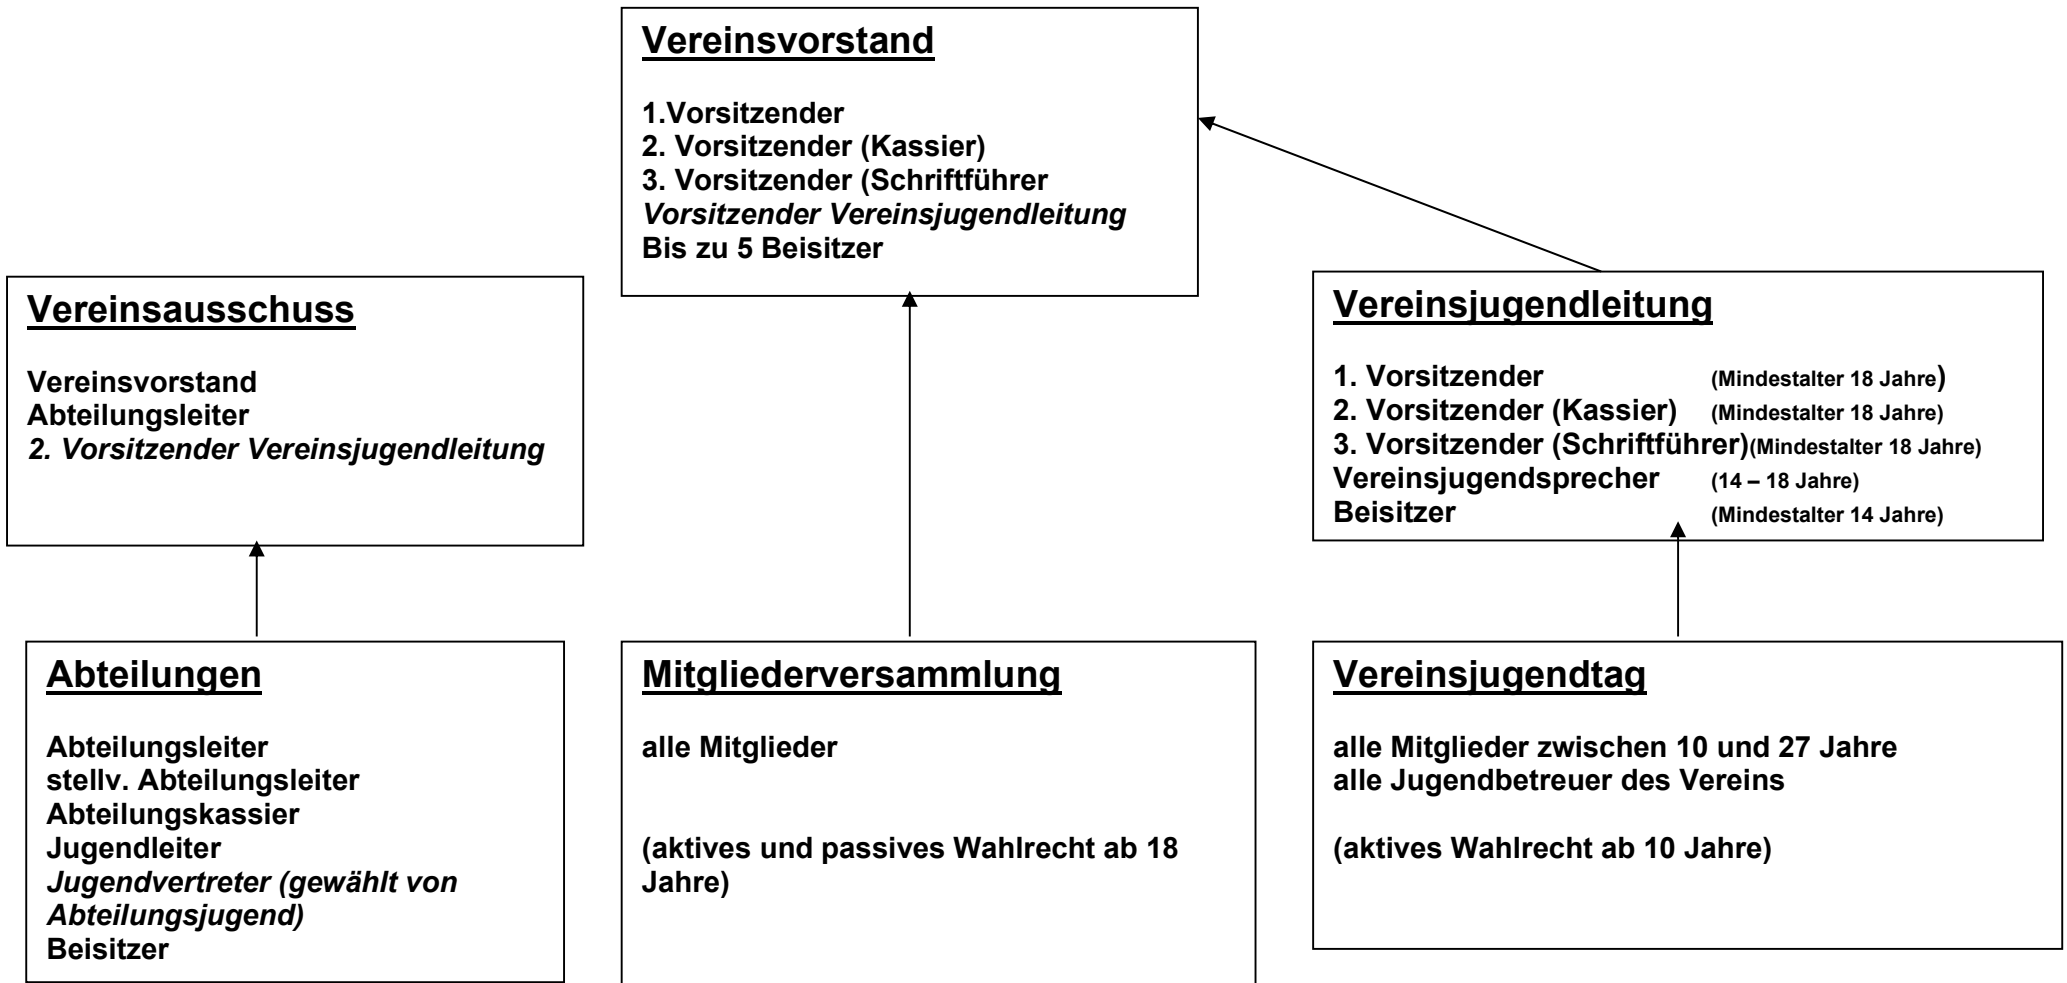 Vereinsvorstand
1.Vorsitzender
2. Vorsitzender (Kassier)
3. Vorsitzender (Schriftführer
Vorsitzender Vereinsjugendleitung
Bis zu 5 Beisitzer
Vereinsausschuss
Vereinsvorstand
Abteilungsleiter
2. Vorsitzender Vereinsjugendleitung
Vereinsjugendleitung
1. Vorsitzender (Mindestalter 18 Jahre)
2. Vorsitzender (Kassier) (Mindestalter 18 Jahre)
3. Vorsitzender (Schriftführer)(Mindestalter 18 Jahre)
Vereinsjugendsprecher (14 – 18 Jahre)
Beisitzer (Mindestalter 14 Jahre)
Abteilungen
Abteilungsleiter
stellv. Abteilungsleiter
Abteilungskassier
Jugendleiter
Jugendvertreter (gewählt von
Abteilungsjugend)
Beisitzer
Mitgliederversammlung
alle Mitglieder
(aktives und passives Wahlrecht ab 18
Jahre)
Vereinsjugendtag
alle Mitglieder zwischen 10 und 27 Jahre
alle Jugendbetreuer des Vereins
(aktives Wahlrecht ab 10 Jahre)